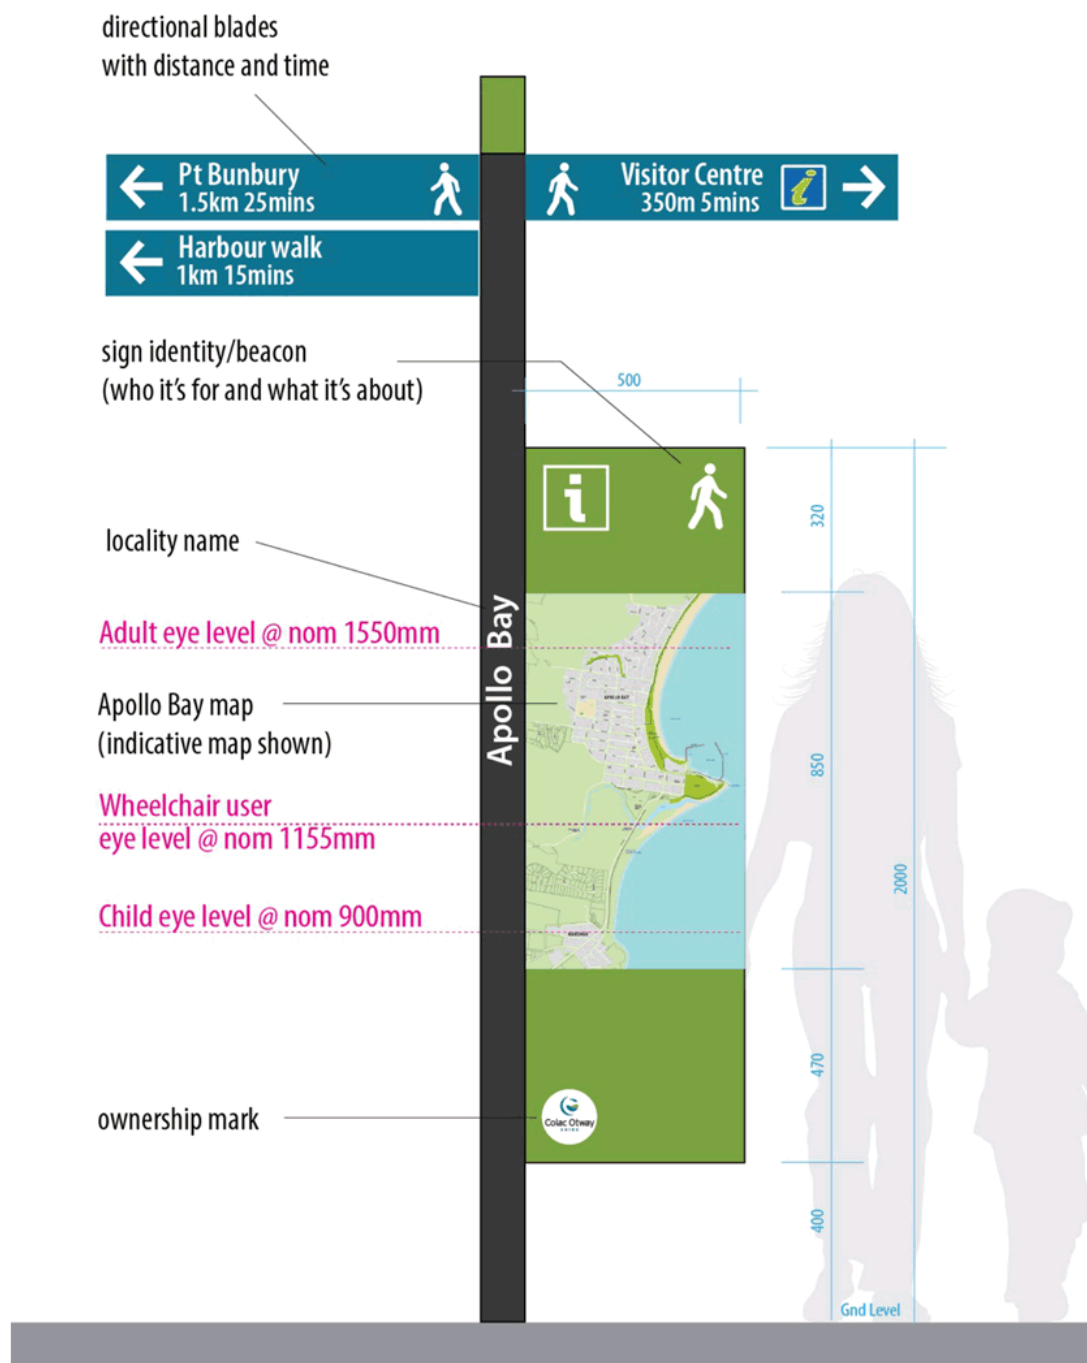 directional blades
with distance and time
Pt Bunbury
1.5km 25mins
Visitor Centre
350m 5mins
i
Harbour walk
1km 15mins
sign identity/beacon
(who it's for and what it's about)
500
i
320
locality name
Apollo Bay
Adult eye level @ nom 1550mm
Apollo Bay map
(indicative map shown)
APOLLO BAY
850
Wheelchair user
eye level @ nom 1155mm
2000
Child eye level @ nom 900mm
470
ownership mark
Colac Otway
SHIRE
400
Gnd Level